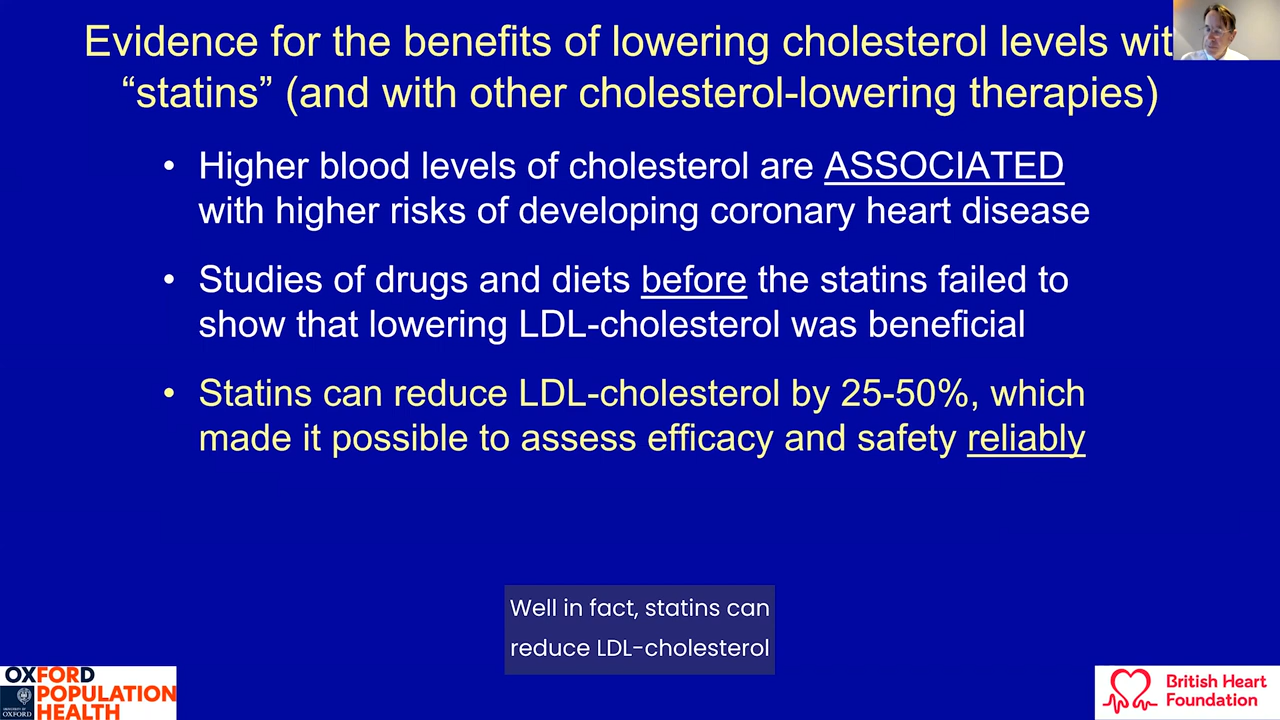 Evidence for the benefits of lowering cholesterol levels wit
“statins” (and with other cholesterol-lowering therapies)
• Higher blood levels of cholesterol are ASSOCIATED
with higher risks of developing coronary heart disease
• Studies of drugs and diets before the statins failed to
show that lowering LDL-cholesterol was beneficial
• Statins can reduce LDL-cholesterol by 25-50%, which
made it possible to assess efficacy and safety reliably
Well in fact, statins can
reduce LDL-cholesterol
OXFORD
POPULATION
HEALTH
UNIVERSITY OF
OXFORD
British Heart
Foundation